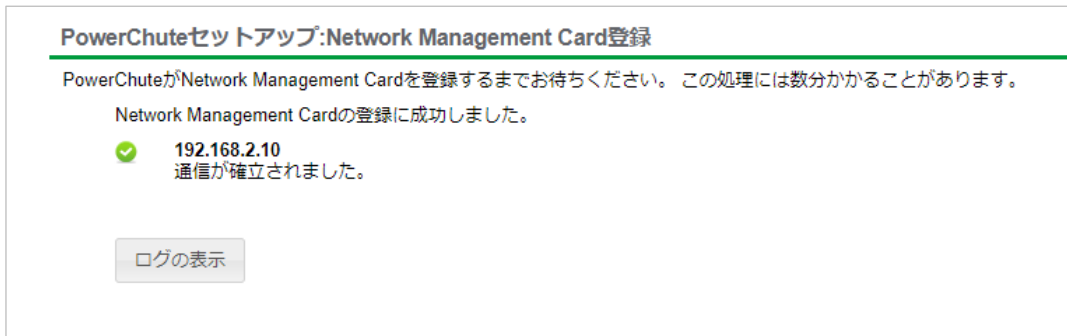 PowerChuteセットアップ:Network Management Card登録
PowerChuteがNetwork Management Cardを登録するまでお待ちください。 この処理には数分かかることがあります。
Network Management Cardの登録に成功しました。
192.168.2.10
通信が確立されました。
ログの表示